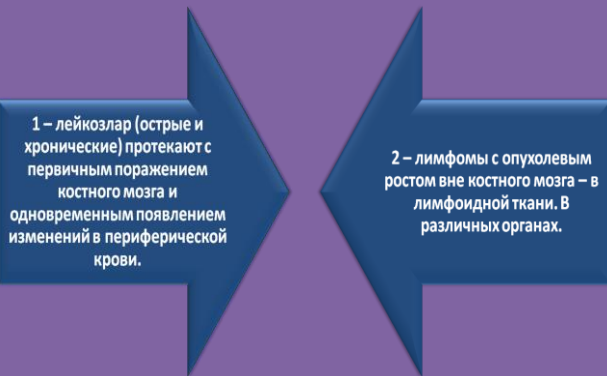 1 – лейкозлар (острые и
хронические) протекают с
первичным поражением
костного мозга и
одновременным появлением
изменений в периферической
крови.
2 – лимфомы с опухолевым
ростом вне костного мозга – в
лимфоидной ткани. В
различных органах.